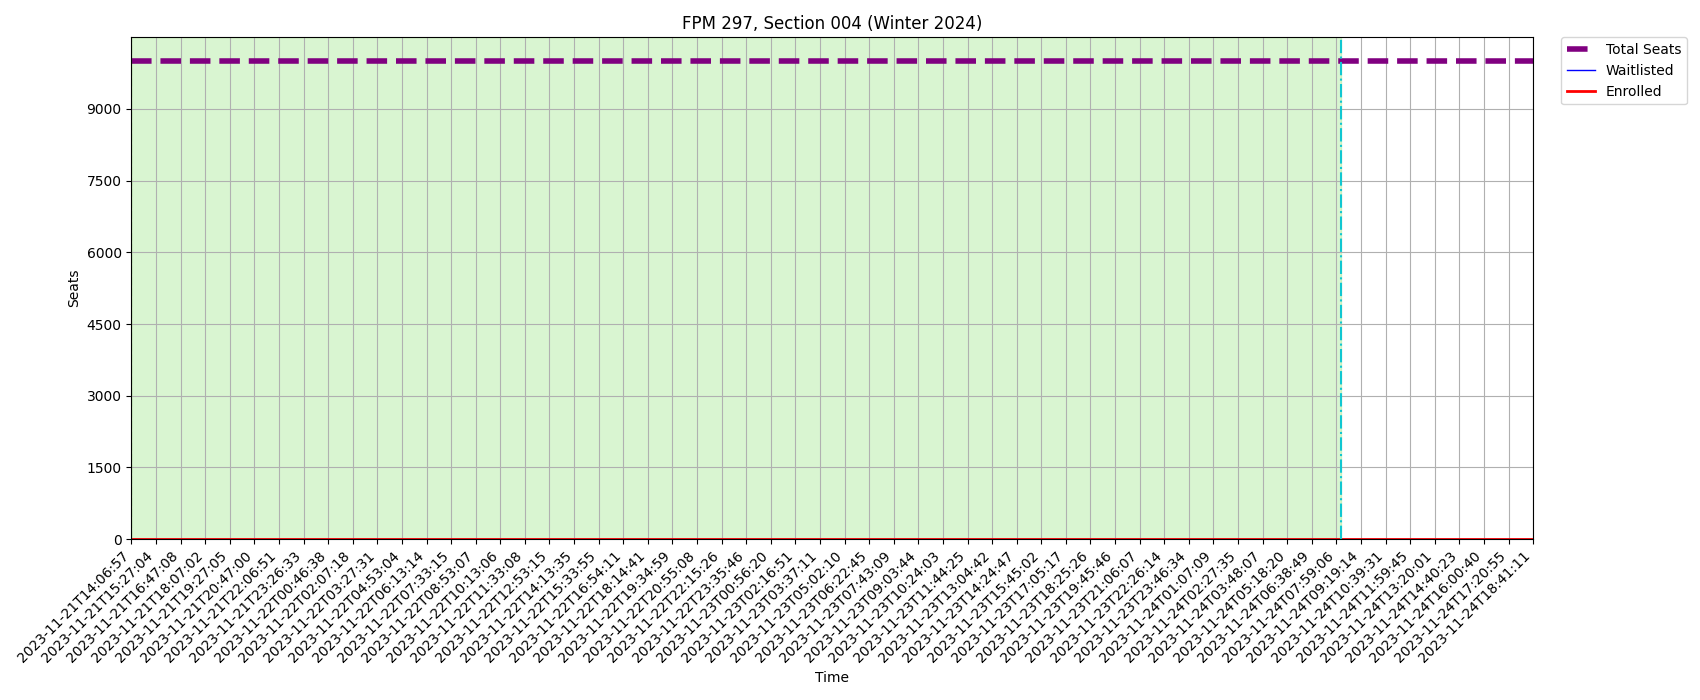 FPM 297, Section 004 (Winter 2024)
Total Seats
Waitlisted
Enrolled
9000
7500
6000
4500
3000
1500
0
Seats
2023-11-21T14:06:57
2023-11-21T15:27:04
2023-11-21T16:47:08
2023-11-21T18:07:02
2023-11-21T19:27:05
2023-11-21T20:47:00
2023-11-21T22:06:51
2023-11-21T23:26:33
2023-11-22T00:46:38
2023-11-22T02:07:18
2023-11-22T03:27:31
2023-11-22T04:53:04
2023-11-22T06:13:14
2023-11-22T07:33:15
2023-11-22T08:53:07
2023-11-22T10:13:06
2023-11-22T11:33:08
2023-11-22T12:53:15
2023-11-22T14:13:35
2023-11-22T15:33:55
2023-11-22T16:54:11
2023-11-22T18:14:41
2023-11-22T19:34:59
2023-11-22T20:55:08
2023-11-22T22:15:26
2023-11-22T23:35:46
2023-11-23T00:56:20
2023-11-23T02:16:51
2023-11-23T03:37:11
2023-11-23T05:02:10
2023-11-23T06:22:45
2023-11-23T07:43:09
2023-11-23T09:03:44
2023-11-23T10:24:03
2023-11-23T11:44:25
2023-11-23T13:04:42
2023-11-23T14:24:47
2023-11-23T15:45:02
2023-11-23T17:05:17
2023-11-23T18:25:26
2023-11-23T19:45:46
2023-11-23T21:06:07
2023-11-23T22:26:14
2023-11-23T23:46:34
2023-11-24T01:07:09
2023-11-24T02:27:35
2023-11-24T03:48:07
2023-11-24T05:18:20
2023-11-24T06:38:49
2023-11-24T07:59:06
2023-11-24T09:19:14
2023-11-24T10:39:31
2023-11-24T11:59:45
2023-11-24T13:20:01
2023-11-24T14:40:23
2023-11-24T16:00:40
2023-11-24T17:20:55
2023-11-24T18:41:11
Time